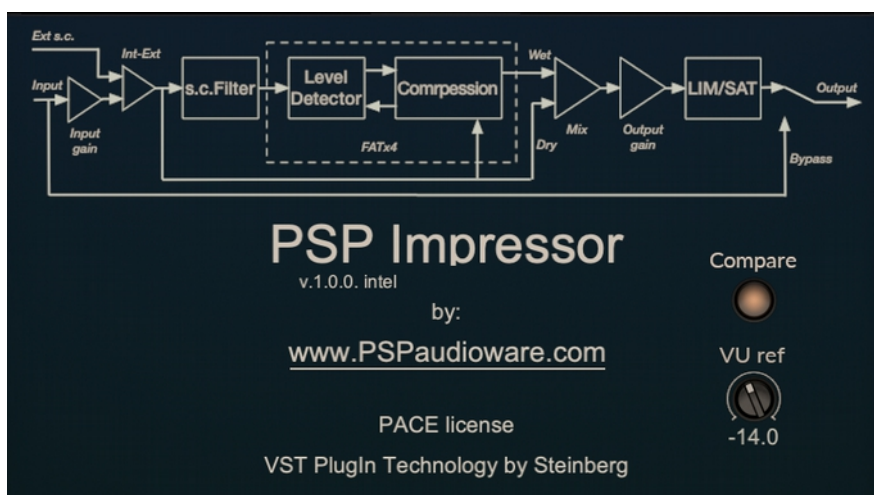 Ext s.c.
Int-Ext
Wet
Input
s.c.Filter
Level
Detector
Comrpession
LIM/SAT
Output
Input
gain
FATx4
Dry
Mix
Output
gain
Bypass
PSP Impressor
v.1.0.0. intel
Compare
by:
www.PSPaudioware.com
VU ref
-14.0
PACE license
VST PlugIn Technology by Steinberg